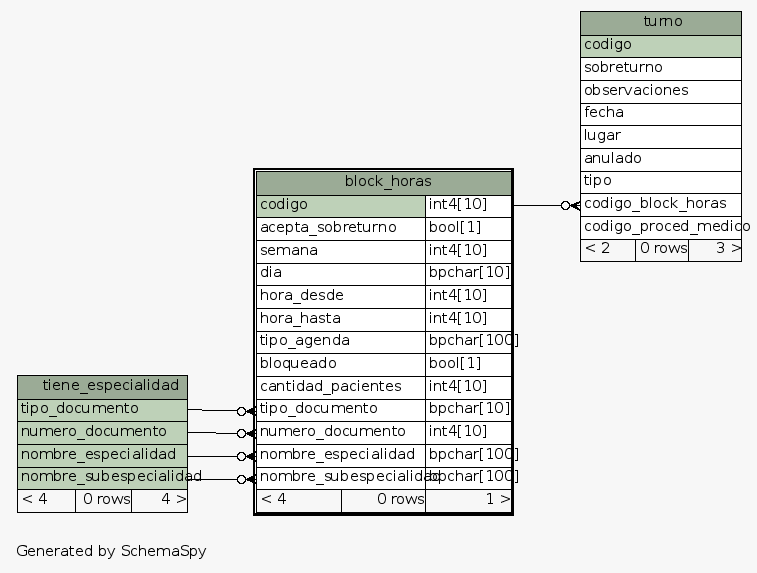 turno
codigo
sobreturno
observaciones
fecha
lugar
anulado
tipo
codigo_block_horas
codigo_proced_medico
< 2 0 rows 3 >
block_horas
codigo int4[10]
acepta_sobreturno bool[1]
semana int4[10]
dia bpchar[10]
hora_desde int4[10]
hora_hasta int4[10]
tipo_agenda bpchar[100]
bloqueado bool[1]
cantidad_pacientes int4[10]
tipo_documento bpchar[10]
numero_documento int4[10]
nombre_especialidad bpchar[100]
nombre_subespecialidad bpchar[100]
< 4 0 rows 1 >
tiene_especialidad
tipo_documento
numero_documento
nombre_especialidad
nombre_subespecialidad
< 4 0 rows 4 >
Generated by SchemaSpy